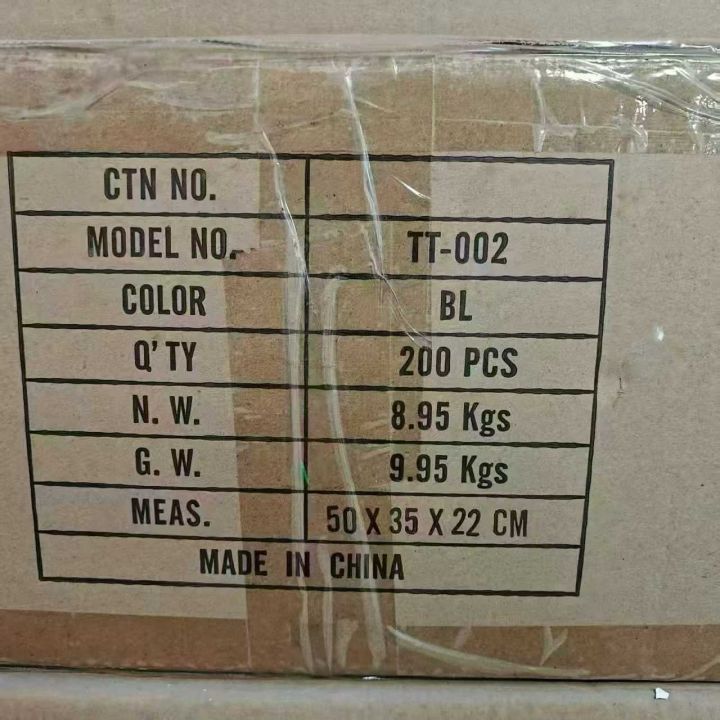 CTN NO.
MODEL NO. TT-002
COLOR BL
Q'TY 200 PCS
N. W. 8.95 Kgs
G. W. 9.95 Kgs
MEAS. 50 X 35 X 22 CM
MADE IN CHINA